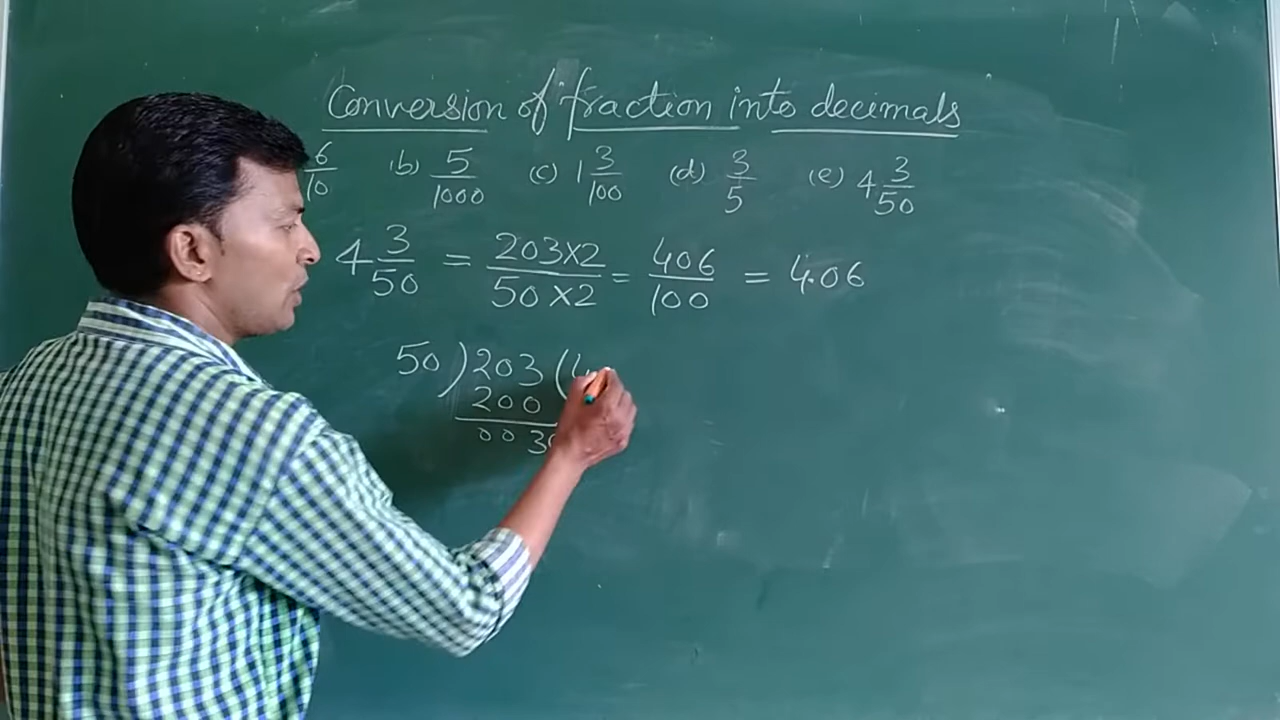 Conversion of fraction into decimals
6/10 (b) 5/1000 (c) 1 3/100 (d) 3/5 (e) 4 3/50
4 3/50 = 203×2/50×2 = 406/100 = 4.06
50)203(4
200
0030